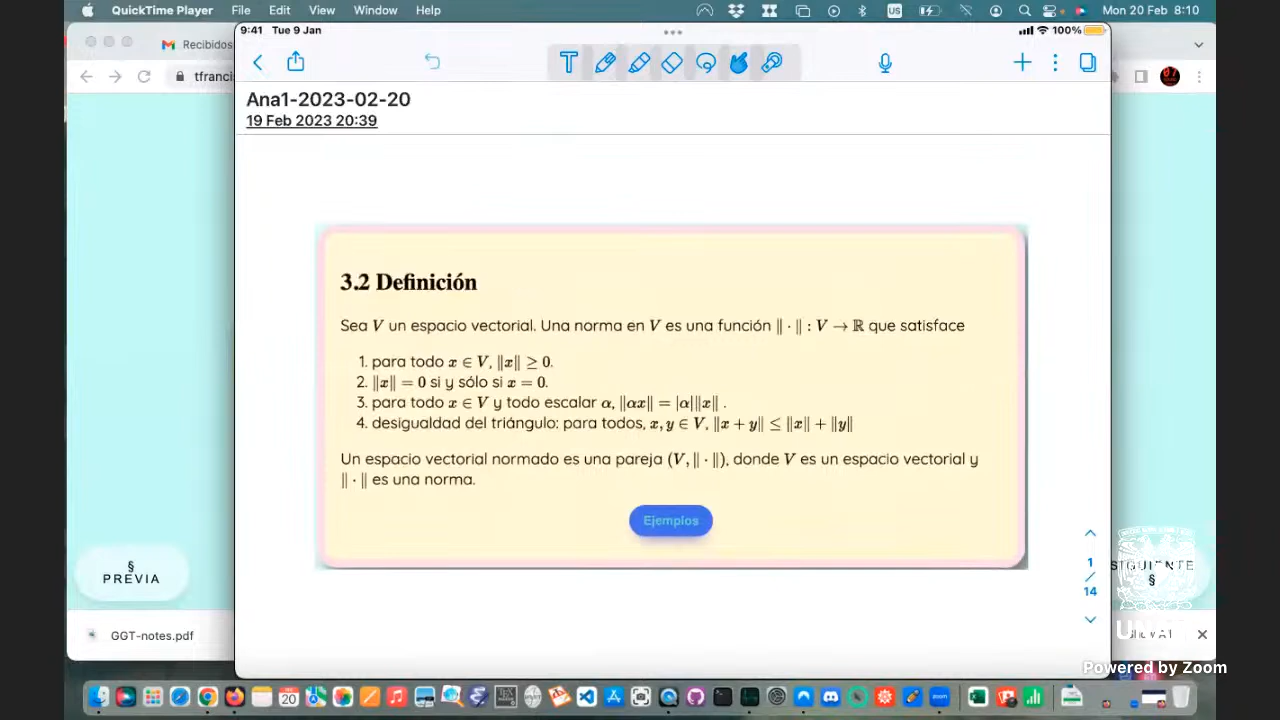 QuickTime Player File Edit View Window Help US Mon 20 Feb 8:10
9:41 Tue 9 Jan 100%
Recibidos
tfranci
Ana1-2023-02-20
19 Feb 2023 20:39
3.2 Definición
Sea V un espacio vectorial. Una norma en V es una función ‖ · ‖ : V → ℝ que satisface
1. para todo x ∈ V, ‖x‖ ≥ 0.
2. ‖x‖ = 0 si y sólo si x = 0.
3. para todo x ∈ V y todo escalar α, ‖αx‖ = |α|‖x‖ .
4. desigualdad del triángulo: para todos, x, y ∈ V, ‖x + y‖ ≤ ‖x‖ + ‖y‖
Un espacio vectorial normado es una pareja (V, ‖ · ‖), donde V es un espacio vectorial y
‖ · ‖ es una norma.
Ejemplos
§
PREVIA
SIGUIENTE
§
1
/
14
GGT-notes.pdf
Powered by Zoom